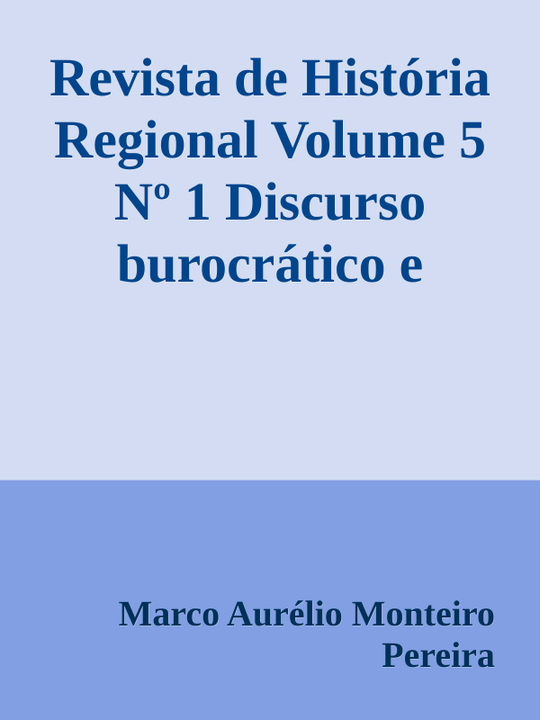 Revista de História
Regional Volume 5
Nº 1 Discurso
burocrático e
Marco Aurélio Monteiro
Pereira